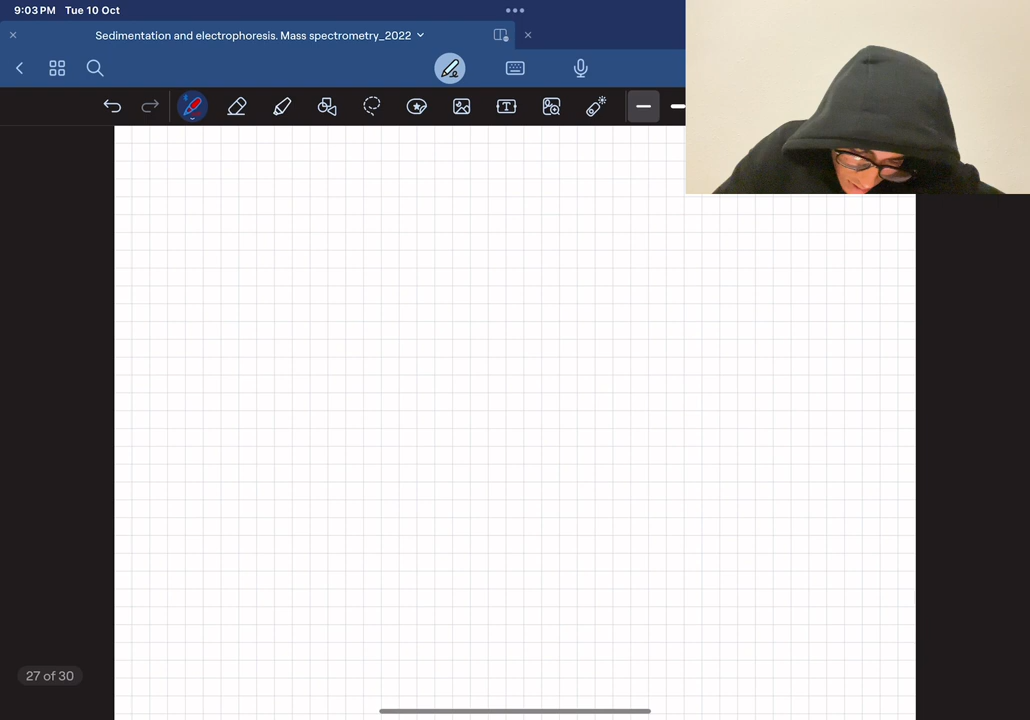 9:03 PM Tue 10 Oct
Sedimentation and electrophoresis. Mass spectrometry_2022
T
27 of 30